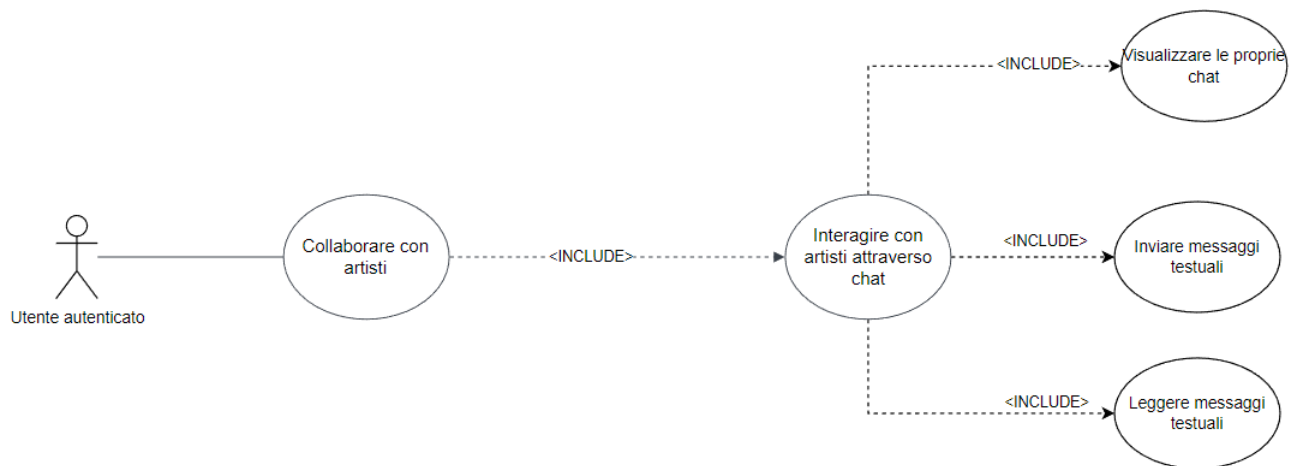 <INCLUDE>
Visualizzare le proprie
chat
Utente autenticato
Collaborare con
artisti
<INCLUDE>
Interagire con
artisti attraverso
chat
<INCLUDE>
Inviare messaggi
testuali
<INCLUDE>
Leggere messaggi
testuali